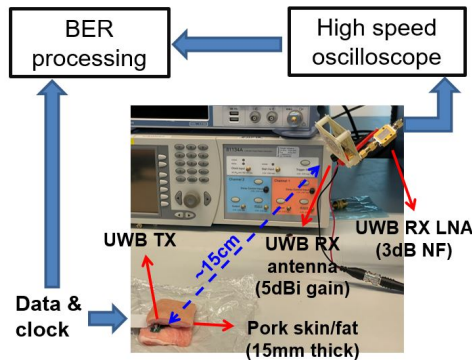 BER
processing
High speed
oscilloscope
~15cm
UWB TX
UWB RX
antenna
(5dBi gain)
UWB RX LNA
(3dB NF)
Data &
clock
Pork skin/fat
(15mm thick)